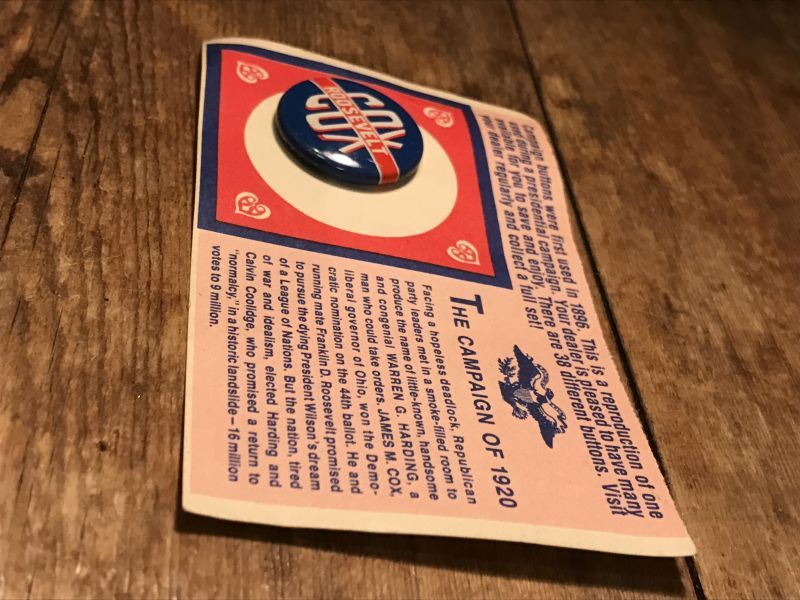 COX
ROOSEVELT
Campaign buttons were first used in 1896. This is a reproduction of one
and during a presidential campaign. Your dealer is pleased to have many
available for you to save and enjoy. There are 38 different buttons. Visit
your dealer regularly and collect a full set!
THE CAMPAIGN OF 1920
Facing a hopeless deadlock, Republican
party leaders met in a smoke-filled room to
produce the name of little-known, handsome
and congenial WARREN G. HARDING, a
man who could take orders. JAMES M. COX,
liberal governor of Ohio, won the Demo-
cratic nomination on the 44th ballot. He and
running mate Franklin D. Roosevelt promised
to pursue the dying President Wilson's dream
of a League of Nations. But the nation, tired
of war and idealism, elected Harding and
Calvin Coolidge, who promised a return to
"normalcy," in a historic landslide — 16 million
votes to 9 million.